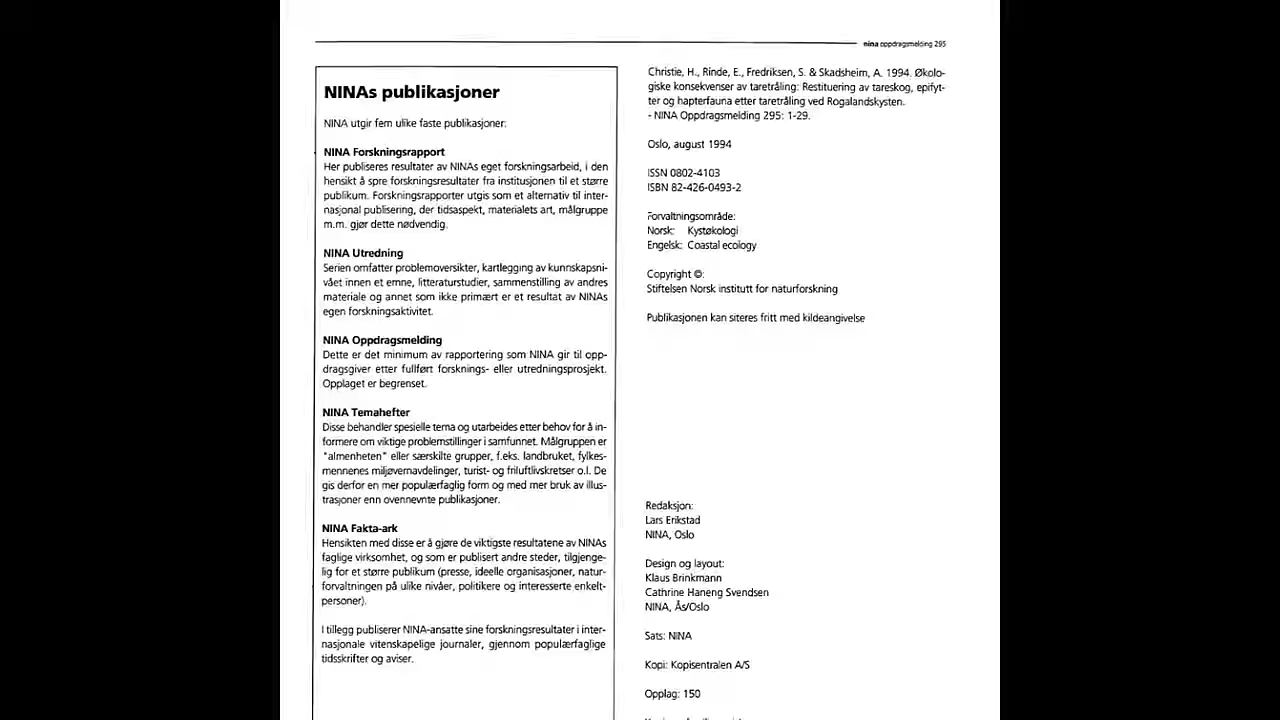 nina oppdragsmelding 295
NINAs publikasjoner
NINA utgir fem ulike faste publikasjoner:
NINA Forskningsrapport
Her publiseres resultater av NINAs eget forskningsarbeid, i den
hensikt å spre forskningsresultater fra institusjonen til et større
publikum. Forskningsrapporter utgis som et alternativ til inter-
nasjonal publisering, der tidsaspekt, materialets art, målgruppe
m.m. gjør dette nødvendig.
NINA Utredning
Serien omfatter problemoversikter, kartlegging av kunnskapsni-
vået innen et emne, litteraturstudier, sammenstilling av andres
materiale og annet som ikke primært er et resultat av NINAs
egen forskningsaktivitet.
NINA Oppdragsmelding
Dette er det minimum av rapportering som NINA gir til opp-
dragsgiver etter fullført forsknings- eller utredningsprosjekt.
Opplaget er begrenset.
NINA Temahefter
Disse behandler spesielle tema og utarbeides etter behov for å in-
formere om viktige problemstillinger i samfunnet. Målgruppen er
"almenheten" eller særskilte grupper, f.eks. landbruket, fylkes-
mennenes miljøvernavdelinger, turist- og friluftlivskretser o.l. De
gis derfor en mer populærfaglig form og med mer bruk av illus-
trasjoner enn ovennevnte publikasjoner.
NINA Fakta-ark
Hensikten med disse er å gjøre de viktigste resultatene av NINAs
faglige virksomhet, og som er publisert andre steder, tilgjenge-
lig for et større publikum (presse, ideelle organisasjoner, natur-
forvaltningen på ulike nivåer, politikere og interesserte enkelt-
personer).
I tillegg publiserer NINA-ansatte sine forskningsresultater i inter-
nasjonale vitenskapelige journaler, gjennom populærfaglige
tidsskrifter og aviser.
Christie, H., Rinde, E., Fredriksen, S. & Skadsheim, A. 1994. Økolo-
giske konsekvenser av taretråling: Restituering av tareskog, epifyt-
ter og hapterfauna etter taretråling ved Rogalandskysten.
- NINA Oppdragsmelding 295: 1-29.
Oslo, august 1994
ISSN 0802-4103
ISBN 82-426-0493-2
Forvaltningsområde:
Norsk: Kystøkologi
Engelsk: Coastal ecology
Copyright ©:
Stiftelsen Norsk institutt for naturforskning
Publikasjonen kan siteres fritt med kildeangivelse
Redaksjon:
Lars Erikstad
NINA, Oslo
Design og layout:
Klaus Brinkmann
Cathrine Haneng Svendsen
NINA, Ås/Oslo
Sats: NINA
Kopi: Kopisentralen A/S
Opplag: 150